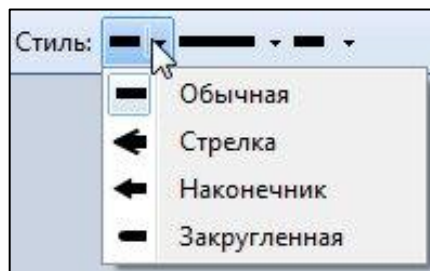 Стиль:
Обычная
Стрелка
Наконечник
Закругленная